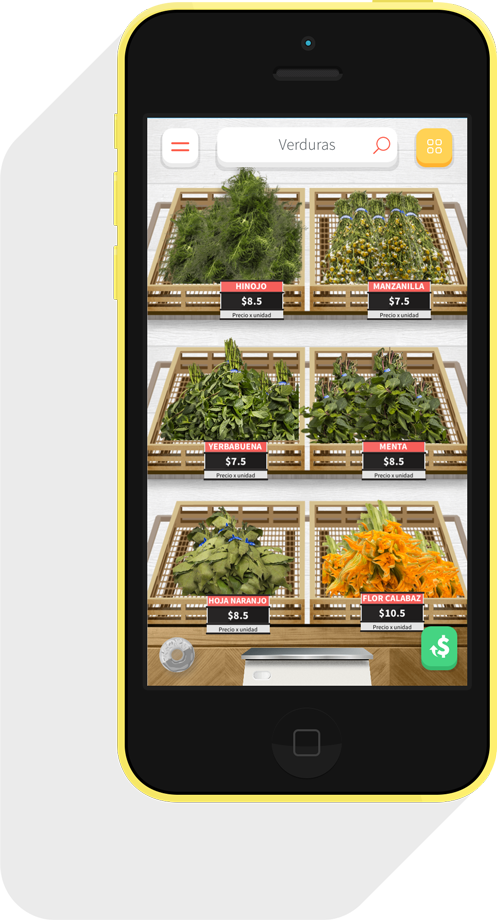 Verduras
HINOJO
$8.5
Precio x unidad
MANZANILLA
$7.5
Precio x unidad
YERBABUENA
$7.5
Precio x unidad
MENTA
$8.5
Precio x unidad
HOJA NARANJO
$8.5
Precio x unidad
FLOR CALABAZ
$10.5
Precio x unidad
$